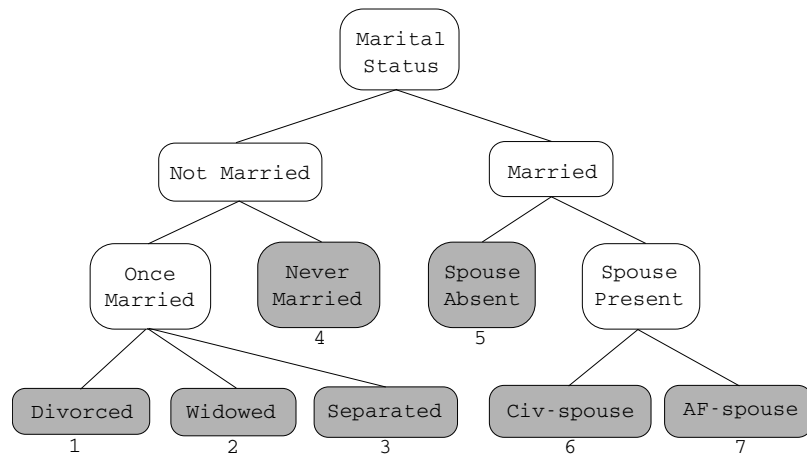 Marital
Status
Not Married
Married
Once
Married
Never
Married
Spouse
Absent
Spouse
Present
4
5
Divorced
Widowed
Separated
Civ-spouse
AF-spouse
1
2
3
6
7